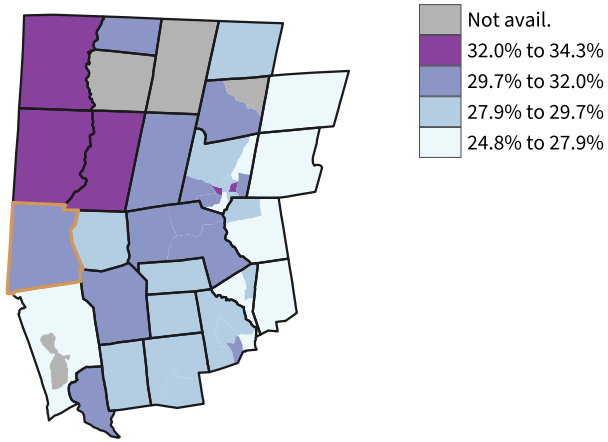 Not avail.
32.0% to 34.3%
29.7% to 32.0%
27.9% to 29.7%
24.8% to 27.9%